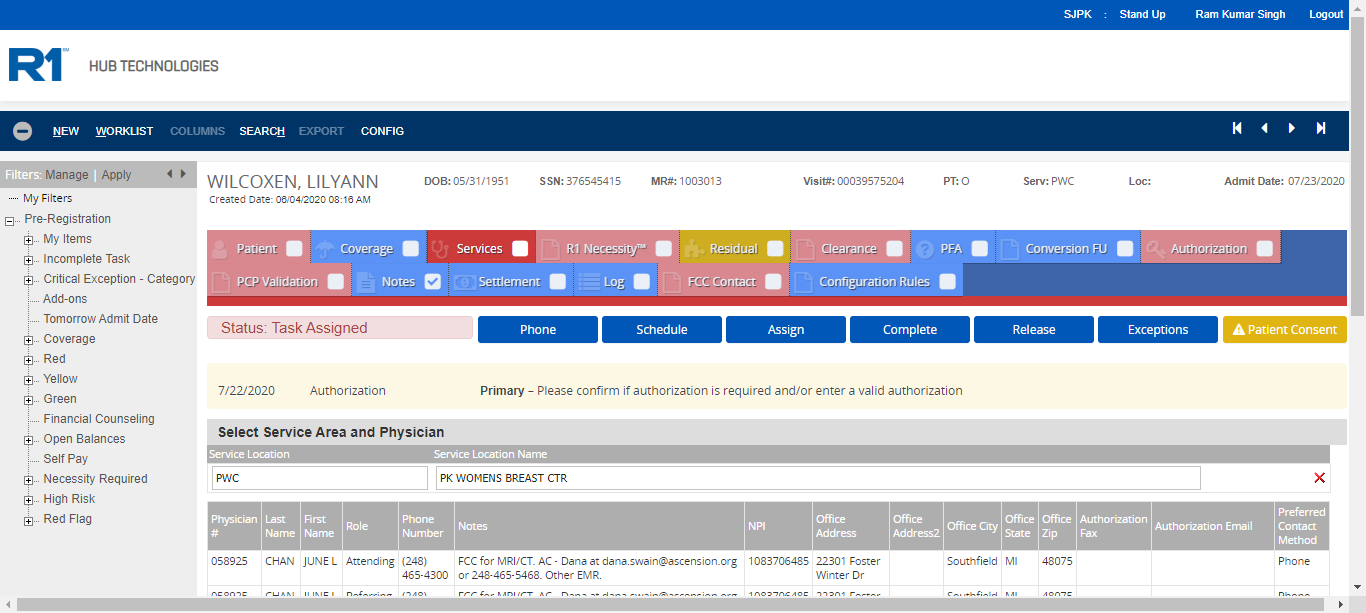 SJPK : Stand Up Ram Kumar Singh Logout
R1 HUB TECHNOLOGIES
NEW WORKLIST COLUMNS SEARCH EXPORT CONFIG
Filters: Manage | Apply
My Filters
Pre-Registration
My Items
Incomplete Task
Critical Exception - Category
Add-ons
Tomorrow Admit Date
Coverage
Red
Yellow
Green
Financial Counseling
Open Balances
Self Pay
Necessity Required
High Risk
Red Flag
WILCOXEN, LILYANN DOB: 05/31/1951 SSN: 376545415 MR#: 1003013 Visit#: 00039575204 PT: O Serv: PWC Loc: Admit Date: 07/23/2020
Created Date: 06/04/2020 08:16 AM
Patient Coverage Services R1 Necessity™ Residual Clearance PFA Conversion FU Authorization
PCP Validation Notes Settlement Log FCC Contact Configuration Rules
Status: Task Assigned Phone Schedule Assign Complete Release Exceptions Patient Consent
7/22/2020 Authorization Primary – Please confirm if authorization is required and/or enter a valid authorization
Select Service Area and Physician
Service Location Service Location Name
PWC PK WOMENS BREAST CTR
Physician # Last Name First Name Role Phone Number Notes NPI Office Address Office Address2 Office City Office State Office Zip Authorization Fax Authorization Email Preferred Contact Method
058925 CHAN JUNE L Attending (248) 465-4300 FCC for MRI/CT. AC - Dana at dana.swain@ascension.org or 248-465-5468. Other EMR. 1083706485 22301 Foster Winter Dr Southfield MI 48075 Phone
058925 CHAN JUNE L Referring (248) FCC for MRI/CT. AC - Dana at dana.swain@ascension.org 1083706485 22301 Foster Southfield MI 48075 Phone